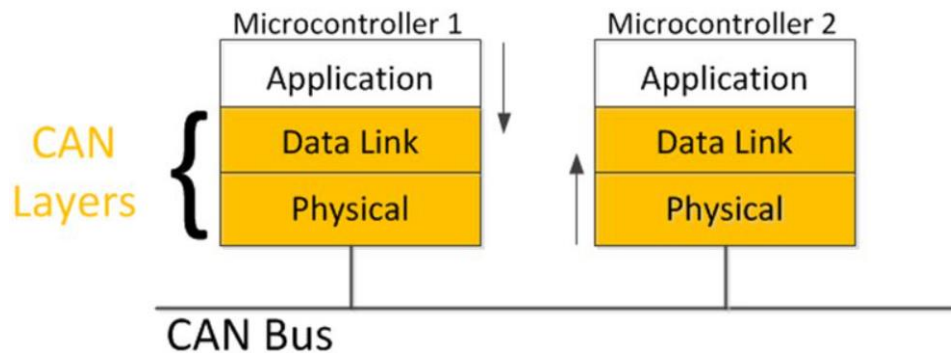 Microcontroller 1
Microcontroller 2
Application
Application
CAN
Layers
Data Link
Data Link
Physical
Physical
CAN Bus